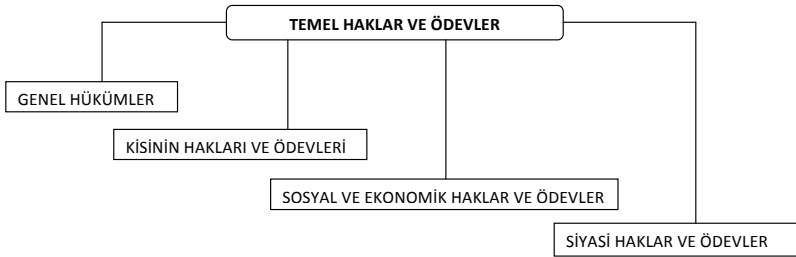 TEMEL HAKLAR VE ÖDEVLER
GENEL HÜKÜMLER
KİSİNİN HAKLARI VE ÖDEVLERİ
SOSYAL VE EKONOMİK HAKLAR VE ÖDEVLER
SİYASİ HAKLAR VE ÖDEVLER